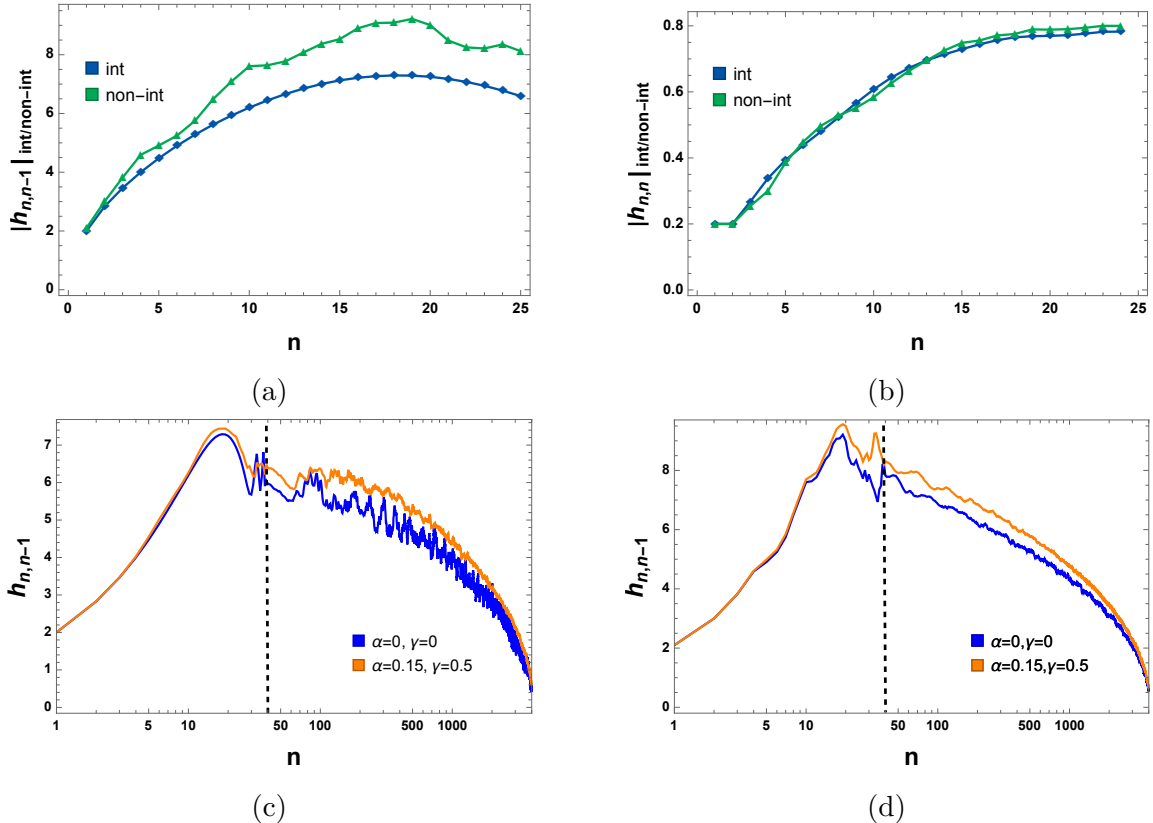 |h_{n,n−1}| int/non−int
8
6
4
2
0
int
non−int
0 5 10 15 20 25
n
(a)
|h_{n,n}| int/non−int
0.8
0.6
0.4
0.2
0.0
int
non−int
0 5 10 15 20 25
n
(b)
h_{n,n−1}
7
6
5
4
3
2
1
0
α=0, γ=0
α=0.15, γ=0.5
1 5 10 50 100 500 1000
n
(c)
h_{n,n−1}
8
6
4
2
0
α=0,γ=0
α=0.15,γ=0.5
1 5 10 50 100 500 1000
n
(d)